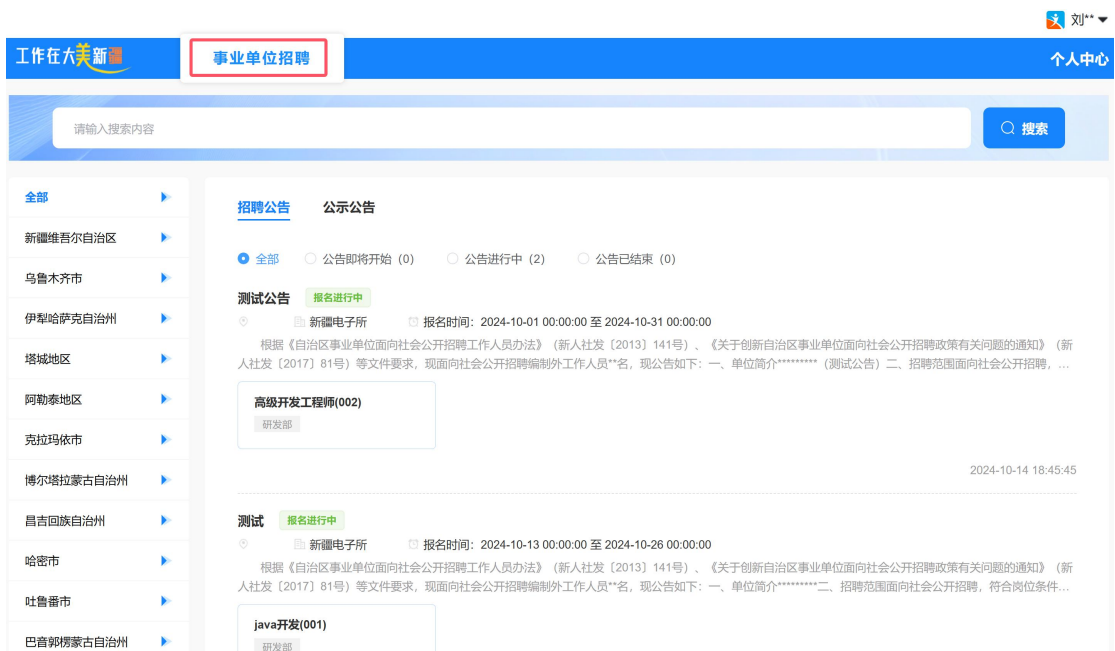 刘**
工作在大美新疆
事业单位招聘
个人中心
请输入搜索内容
搜索
全部
新疆维吾尔自治区
乌鲁木齐市
伊犁哈萨克自治州
塔城地区
阿勒泰地区
克拉玛依市
博尔塔拉蒙古自治州
昌吉回族自治州
哈密市
吐鲁番市
巴音郭楞蒙古自治州
招聘公告 公示公告
全部 公告即将开始（0） 公告进行中（2） 公告已结束（0）
测试公告 报名进行中
新疆电子所 报名时间：2024-10-01 00:00:00 至 2024-10-31 00:00:00
根据《自治区事业单位面向社会公开招聘工作人员办法》（新人社发〔2013〕141号）、《关于创新自治区事业单位面向社会公开招聘政策有关问题的通知》（新
人社发〔2017〕81号）等文件要求，现面向社会公开招聘编制外工作人员**名，现公告如下：一、单位简介*********（测试公告）二、招聘范围面向社会公开招聘，…
高级开发工程师(002)
研发部
2024-10-14 18:45:45
测试 报名进行中
新疆电子所 报名时间：2024-10-13 00:00:00 至 2024-10-26 00:00:00
根据《自治区事业单位面向社会公开招聘工作人员办法》（新人社发〔2013〕141号）、《关于创新自治区事业单位面向社会公开招聘政策有关问题的通知》（新
人社发〔2017〕81号）等文件要求，现面向社会公开招聘编制外工作人员**名，现公告如下：一、单位简介*********二、招聘范围面向社会公开招聘，符合岗位条件…
java开发(001)
研发部